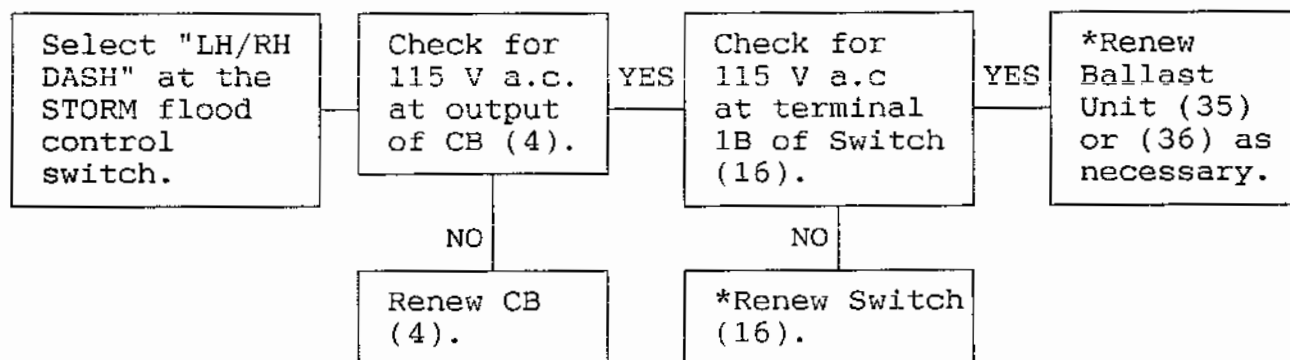 Select "LH/RH
DASH" at the
STORM flood
control
switch.
Check for
115 V a.c.
at output
of CB (4).
YES
Check for
115 V a.c
at terminal
1B of Switch
(16).
YES
*Renew
Ballast
Unit (35)
or (36) as
necessary.
NO
Renew CB
(4).
NO
*Renew Switch
(16).